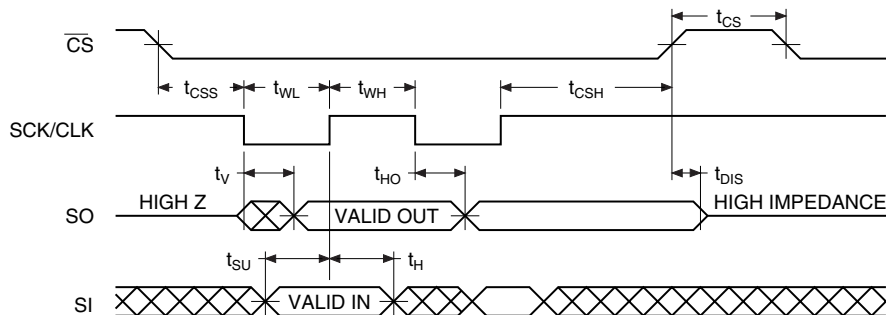 t_CS
C̅S̅
t_CSS t_WL t_WH t_CSH
SCK/CLK
t_V t_HO t_DIS
HIGH Z HIGH IMPEDANCE
SO VALID OUT
t_SU t_H
SI VALID IN